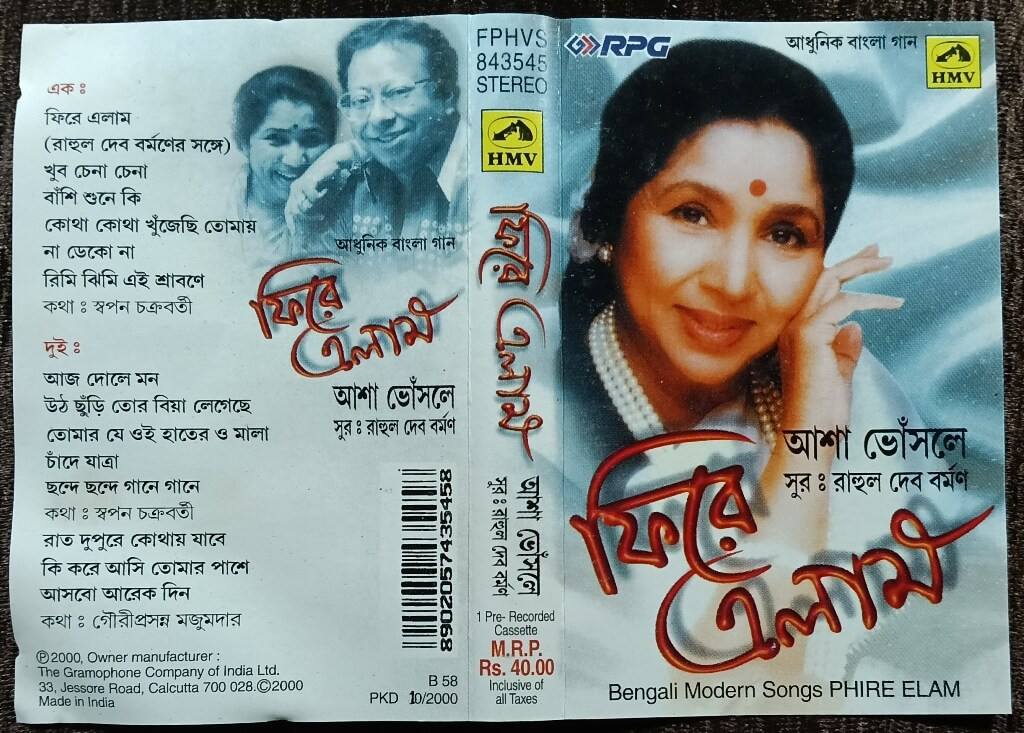 এক ঃ
ফিরে এলাম
(রাহুল দেব বর্মণের সঙ্গে)
খুব চেনা চেনা
বাঁশি শুনে কি
কোথা কোথা খুঁজেছি তোমায়
না ডেকো না
রিমি ঝিমি এই শ্রাবণে
কথা ঃ স্বপন চক্রবর্তী
দুই ঃ
আজ দোলে মন
উঠ ছুঁড়ি তোর বিয়া লেগেছে
তোমার যে ওই হাতের ও মালা
চাঁদে যাত্রা
ছন্দে ছন্দে গানে গানে
কথা ঃ স্বপন চক্রবর্তী
রাত দুপুরে কোথায় যাবে
কি করে আসি তোমার পাশে
আসবো আরেক দিন
কথা ঃ গৌরীপ্রসন্ন মজুমদার
Ⓟ2000, Owner manufacturer :
The Gramophone Company of India Ltd.
33, Jessore Road, Calcutta 700 028.©2000
Made in India
আধুনিক বাংলা গান
ফিরে
এলাম
আশা ভোঁসলে
সুর ঃ রাহুল দেব বর্মণ
8902057435458
B 58
PKD 10/2000
FPHVS
843545
STEREO
HMV
ফিরে এলাম
আশা ভোঁসলে
সুর ঃ রাহুল দেব বর্মণ
1 Pre- Recorded
Cassette
M.R.P.
Rs. 40.00
Inclusive of
all Taxes
RPG
আধুনিক বাংলা গান
HMV
আশা ভোঁসলে
সুর ঃ রাহুল দেব বর্মণ
ফিরে
এলাম
Bengali Modern Songs PHIRE ELAM